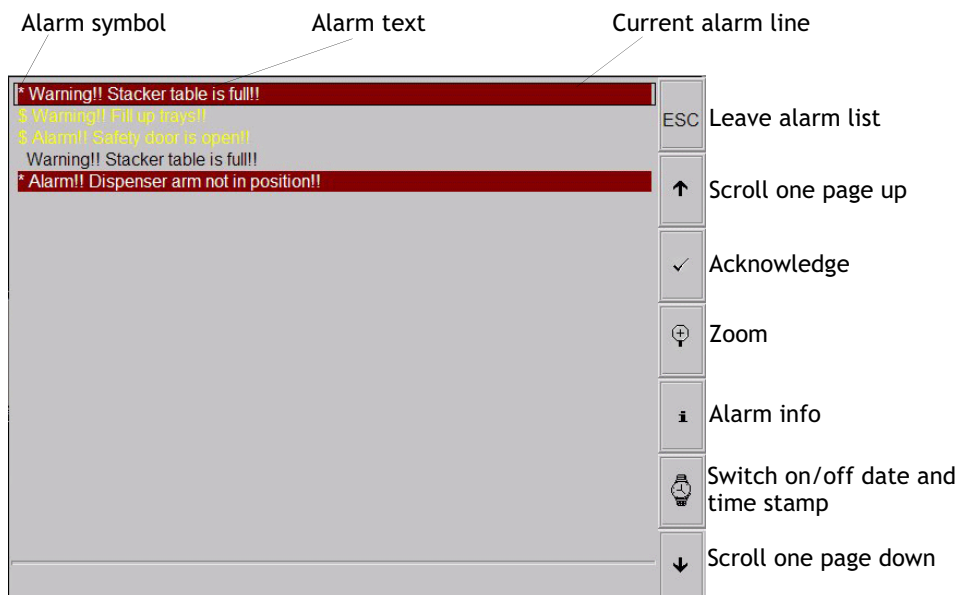 Alarm symbol Alarm text Current alarm line
* Warning!! Stacker table is full!!
$ Warning!! Fill up trays!!
$ Alarm!! Safety door is open!!
Warning!! Stacker table is full!!
* Alarm!! Dispenser arm not in position!!
ESC Leave alarm list
Scroll one page up
Acknowledge
Zoom
i Alarm info
Switch on/off date and
time stamp
Scroll one page down